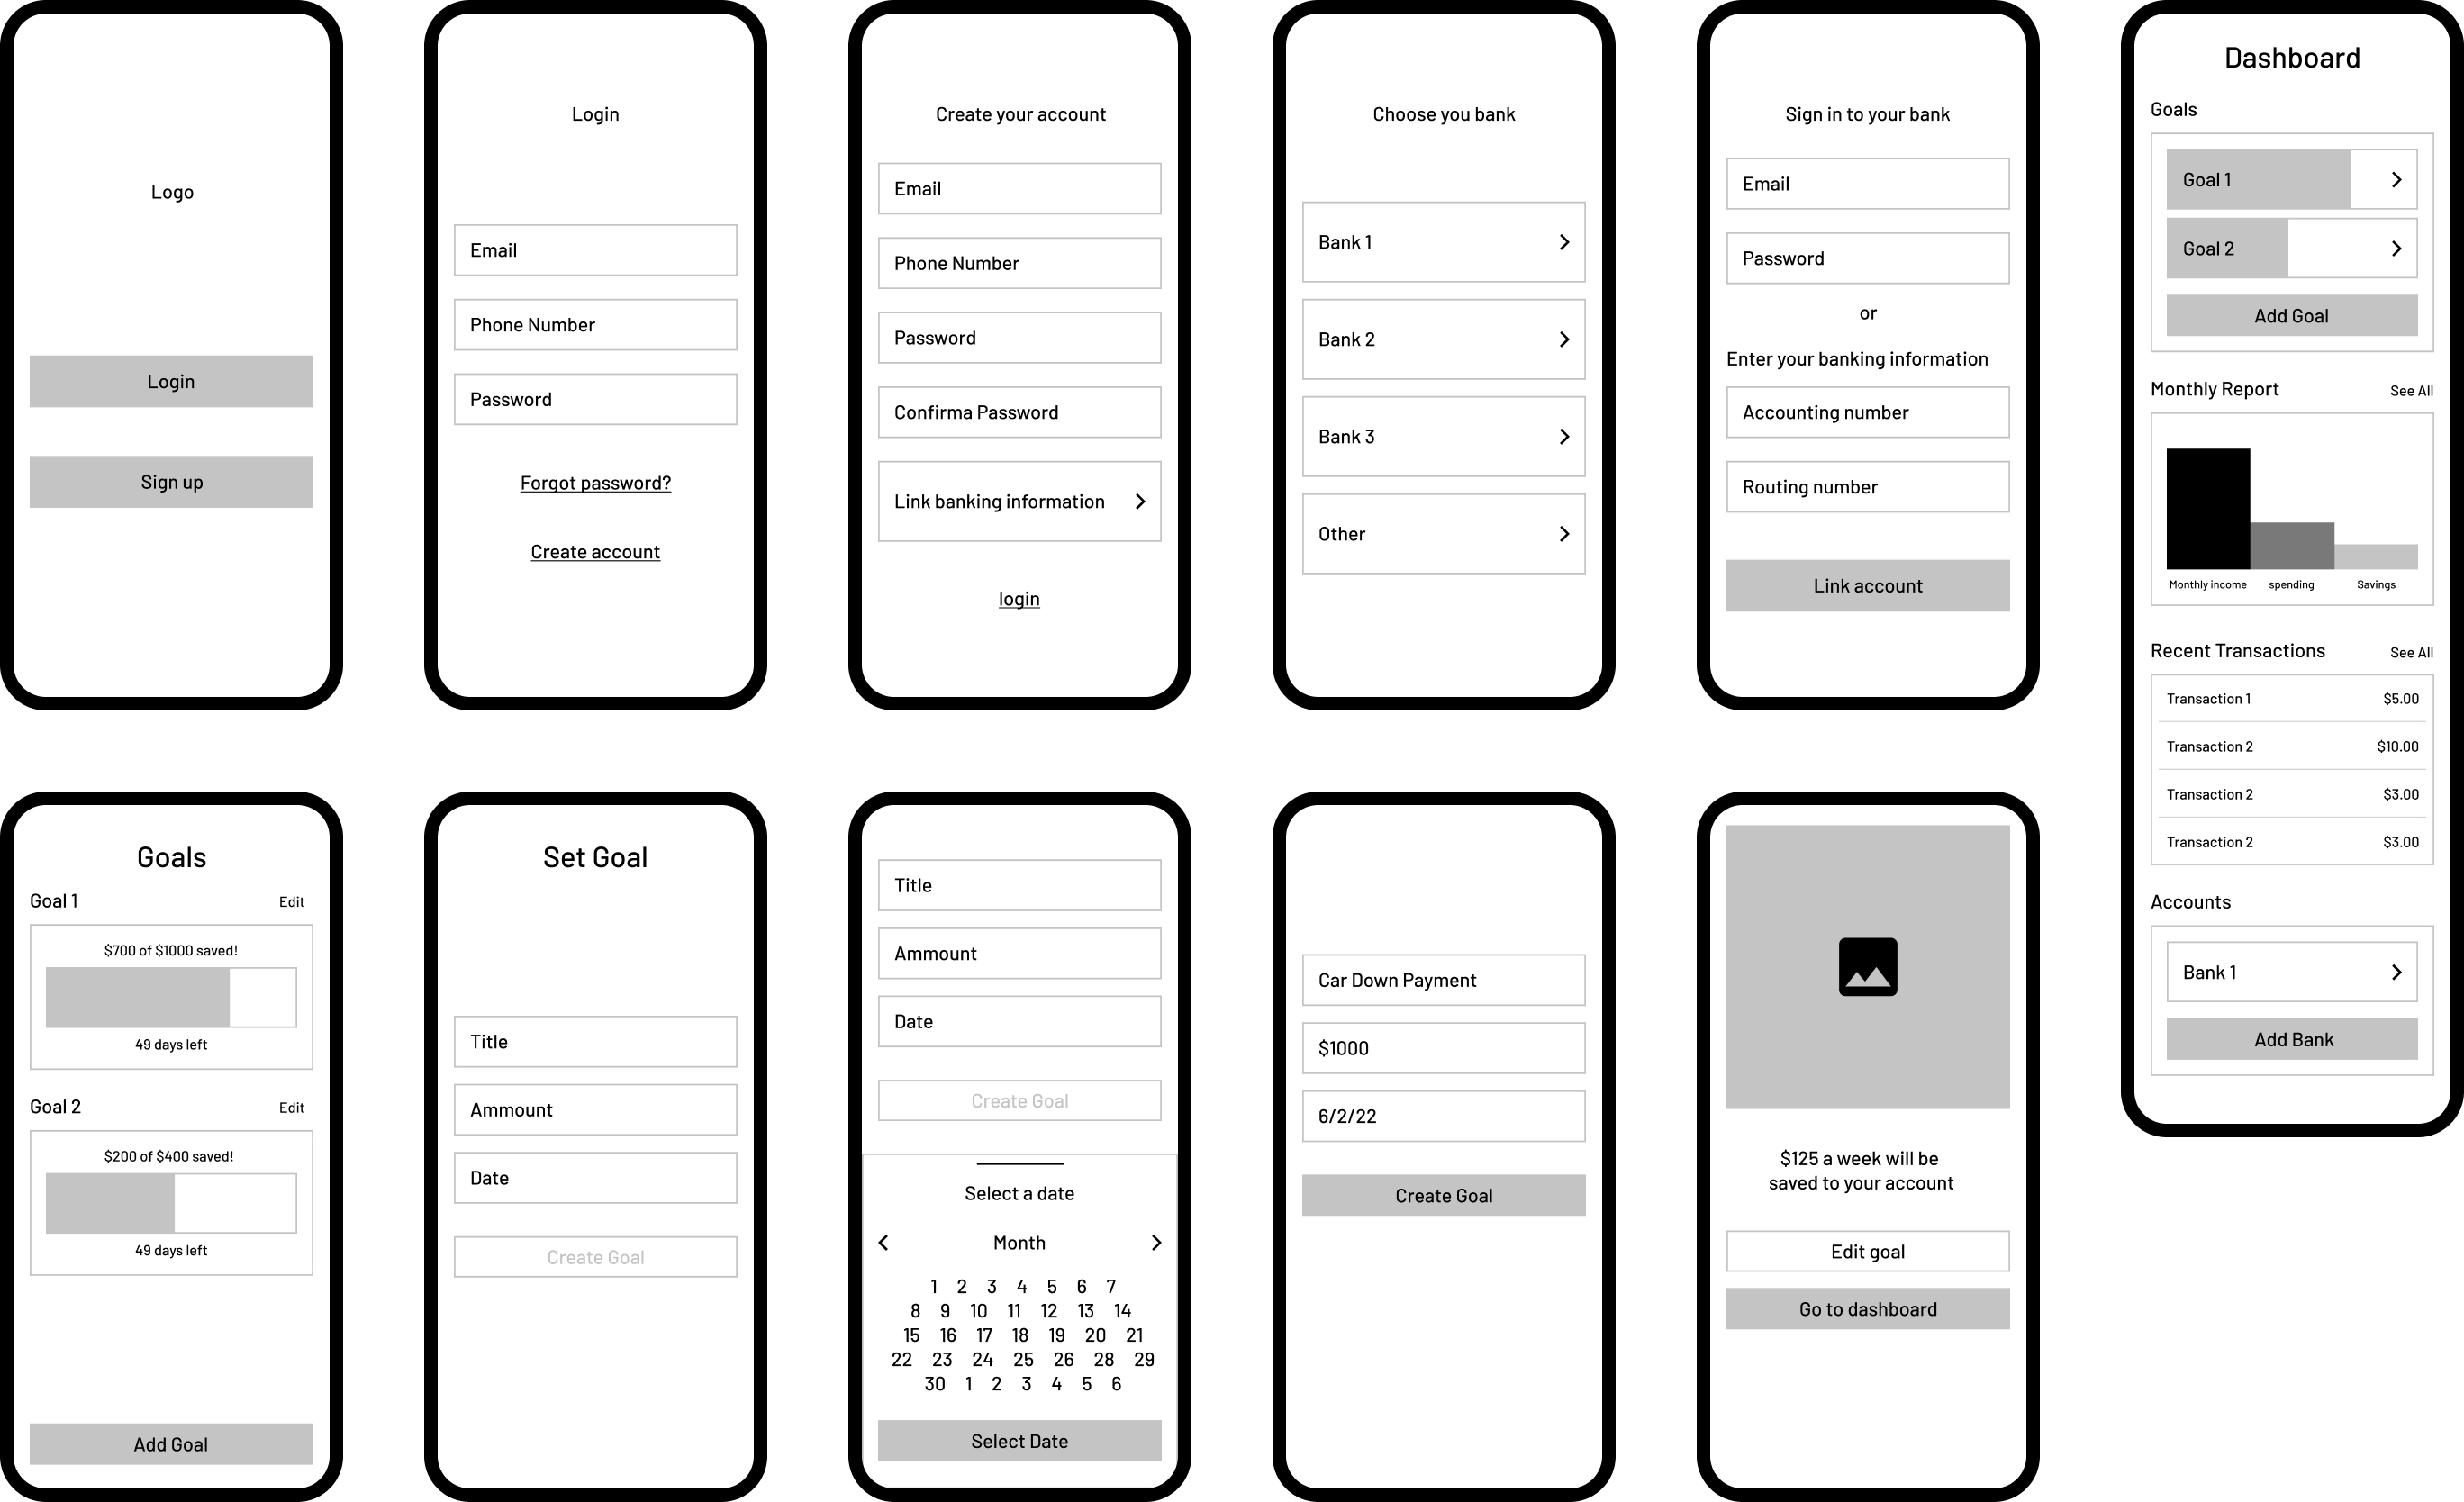 Logo
Login
Sign up
Login
Email
Phone Number
Password
Forgot password?
Create account
Create your account
Email
Phone Number
Password
Confirma Password
Link banking information
login
Choose you bank
Bank 1
Bank 2
Bank 3
Other
Sign in to your bank
Email
Password
or
Enter your banking information
Accounting number
Routing number
Link account
Dashboard
Goals
Goal 1
Goal 2
Add Goal
Monthly Report See All
Monthly income spending Savings
Recent Transactions See All
Transaction 1 $5.00
Transaction 2 $10.00
Transaction 2 $3.00
Transaction 2 $3.00
Accounts
Bank 1
Add Bank
Goals
Goal 1 Edit
$700 of $1000 saved!
49 days left
Goal 2 Edit
$200 of $400 saved!
49 days left
Add Goal
Set Goal
Title
Ammount
Date
Create Goal
Title
Ammount
Date
Create Goal
Select a date
Month
1 2 3 4 5 6 7
8 9 10 11 12 13 14
15 16 17 18 19 20 21
22 23 24 25 26 28 29
30 1 2 3 4 5 6
Select Date
Car Down Payment
$1000
6/2/22
Create Goal
$125 a week will be
saved to your account
Edit goal
Go to dashboard